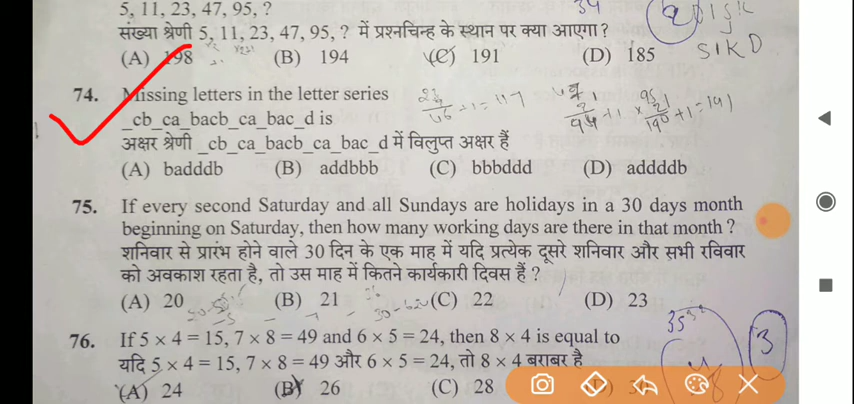 5, 11, 23, 47, 95, ?
संख्या श्रेणी 5, 11, 23, 47, 95, ? में प्रश्नचिन्ह के स्थान पर क्या आएगा?
(A) 198 (B) 194 (C) 191 (D) 185
DISK
SIKD
74. Missing letters in the letter series
_cb_ca_bacb_ca_bac_d is
अक्षर श्रेणी _cb_ca_bacb_ca_bac_d में विलुप्त अक्षर हैं
(A) badddb (B) addbbb (C) bbbddd (D) addddb
75. If every second Saturday and all Sundays are holidays in a 30 days month
beginning on Saturday, then how many working days are there in that month ?
शनिवार से प्रारंभ होने वाले 30 दिन के एक माह में यदि प्रत्येक दूसरे शनिवार और सभी रविवार
को अवकाश रहता है, तो उस माह में कितने कार्यकारी दिवस हैं ?
(A) 20 (B) 21 (C) 22 (D) 23
76. If 5 × 4 = 15, 7 × 8 = 49 and 6 × 5 = 24, then 8 × 4 is equal to
यदि 5 × 4 = 15, 7 × 8 = 49 और 6 × 5 = 24, तो 8 × 4 बराबर है
(A) 24 (B) 26 (C) 28
3